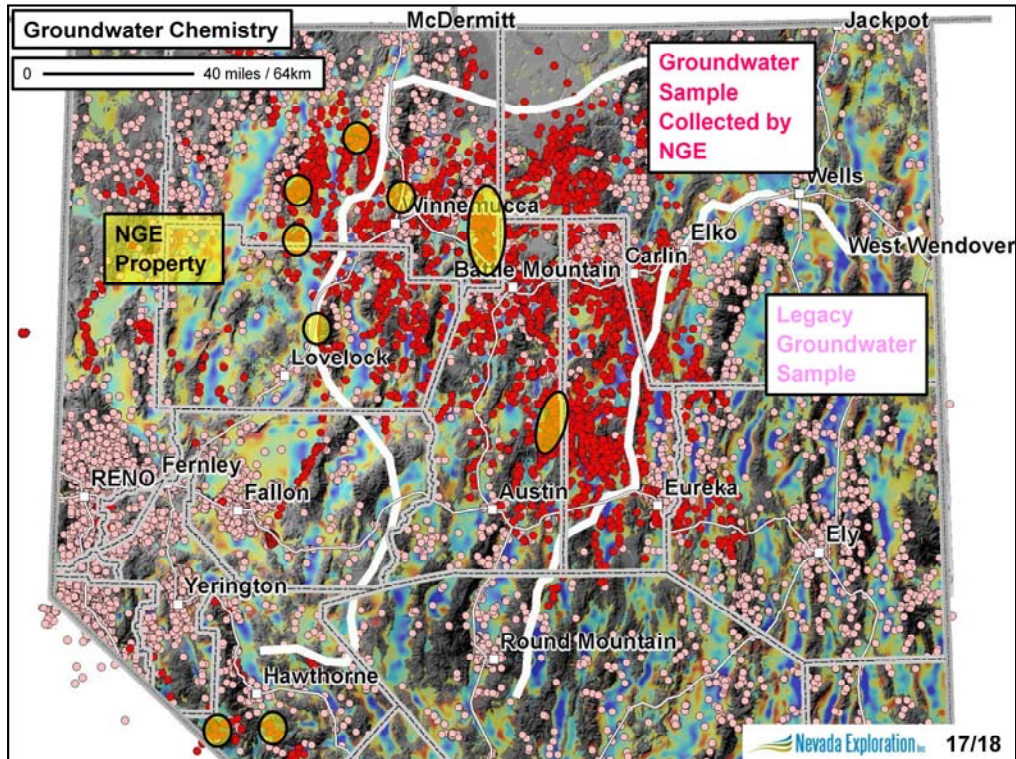 McDermitt
Jackpot
Groundwater Chemistry
0 40 miles / 64km
Groundwater
Sample
Collected by
NGE
Wells
Winnemucca
NGE
Property
Elko
West Wendover
Battle Mountain
Carlin
Legacy
Groundwater
Sample
Lovelock
RENO
Fernley
Fallon
Austin
Eureka
Ely
Yerington
Round Mountain
Hawthorne
Nevada Exploration Inc
17/18